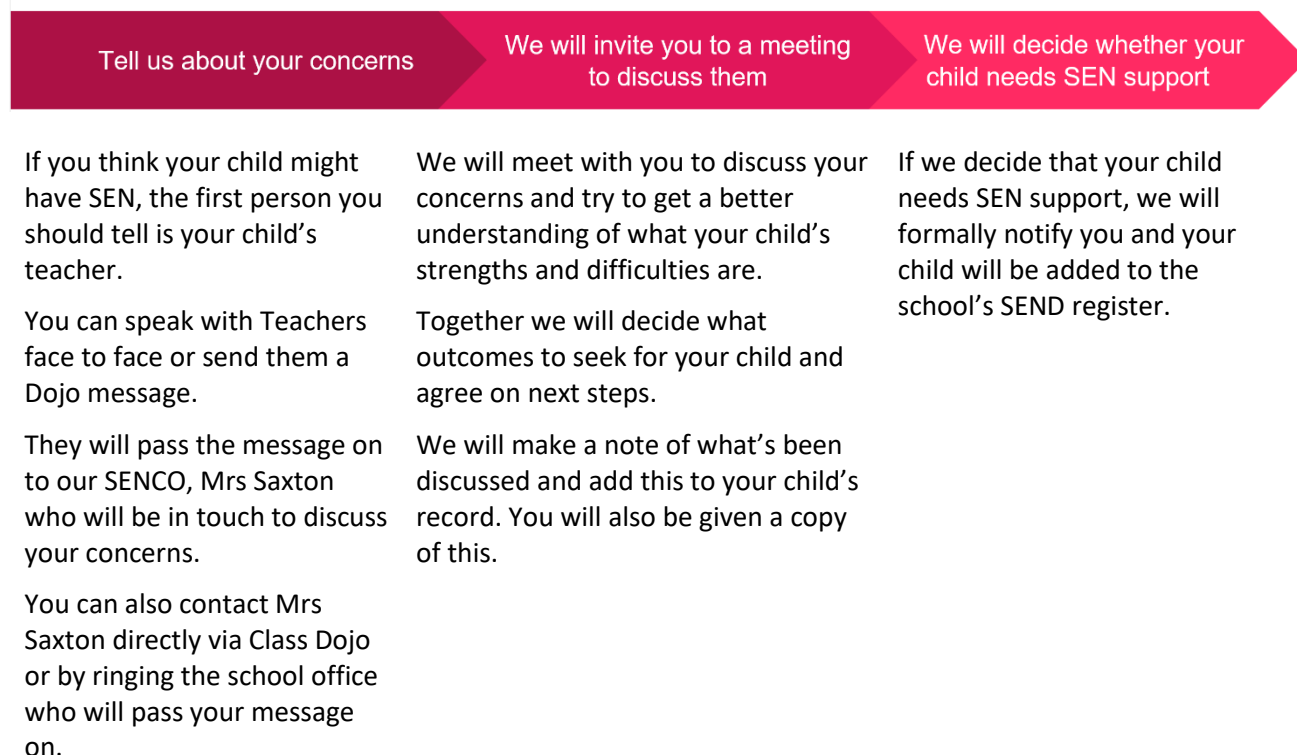 Tell us about your concerns
We will invite you to a meeting
to discuss them
We will decide whether your
child needs SEN support
If you think your child might
have SEN, the first person you
should tell is your child’s
teacher.
You can speak with Teachers
face to face or send them a
Dojo message.
They will pass the message on
to our SENCO, Mrs Saxton
who will be in touch to discuss
your concerns.
You can also contact Mrs
Saxton directly via Class Dojo
or by ringing the school office
who will pass your message
on.
We will meet with you to discuss your
concerns and try to get a better
understanding of what your child’s
strengths and difficulties are.
Together we will decide what
outcomes to seek for your child and
agree on next steps.
We will make a note of what’s been
discussed and add this to your child’s
record. You will also be given a copy
of this.
If we decide that your child
needs SEN support, we will
formally notify you and your
child will be added to the
school’s SEND register.